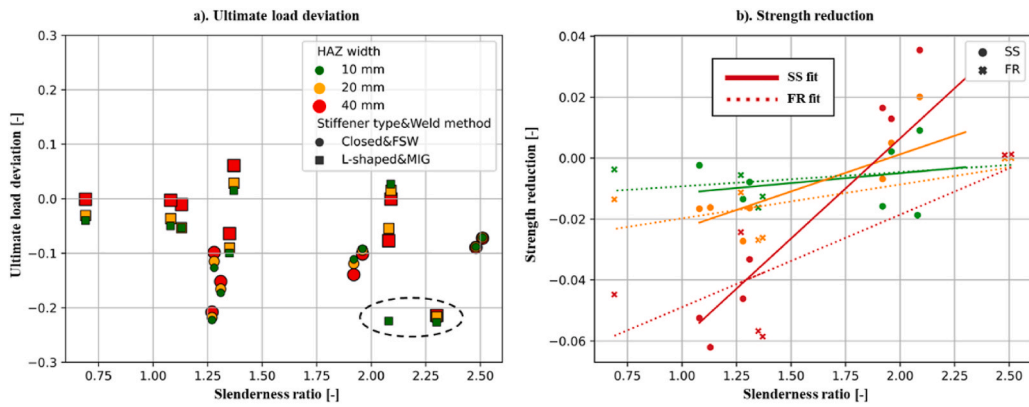 a). Ultimate load deviation
0.3
0.2
0.1
0.0
−0.1
−0.2
−0.3
Ultimate load deviation [-]
HAZ width
10 mm
20 mm
40 mm
Stiffener type&Weld method
Closed&FSW
L-shaped&MIG
0.75 1.00 1.25 1.50 1.75 2.00 2.25 2.50
Slenderness ratio [-]
b). Strength reduction
0.04
0.02
0.00
−0.02
−0.04
−0.06
Strength reduction [-]
SS fit
FR fit
SS
FR
0.75 1.00 1.25 1.50 1.75 2.00 2.25 2.50
Slenderness ratio [-]